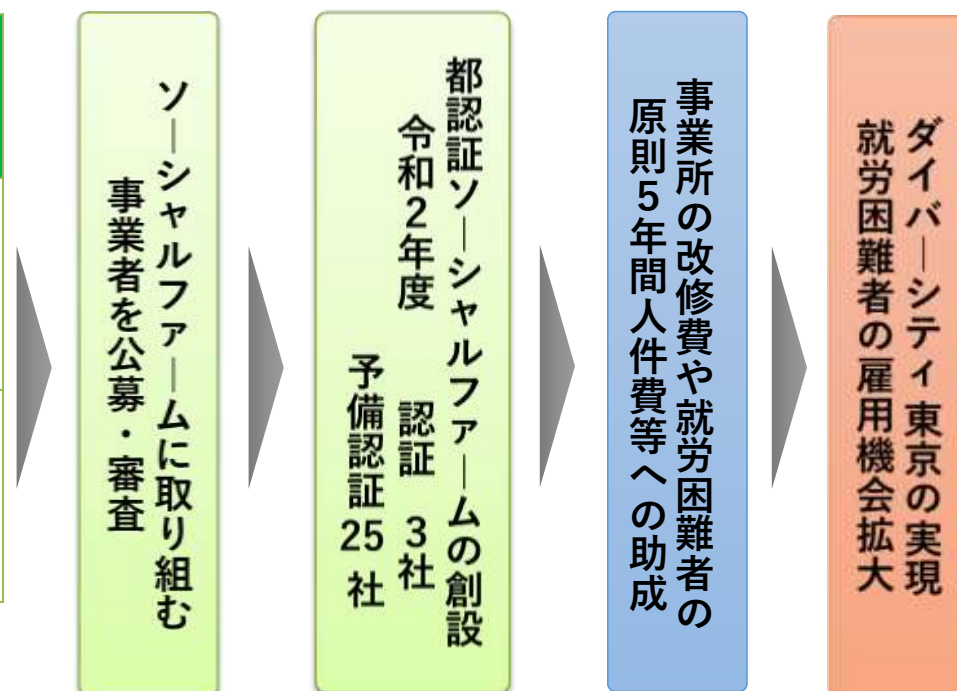 ソーシャルファームに取り組む
事業者を公募・審査
都認証ソーシャルファームの創設
令和2年度 認証 3社
予備認証 25社
事業所の改修費や就労困難者の
原則5年間人件費等への助成
ダイバーシティ東京の実現
就労困難者の雇用機会拡大